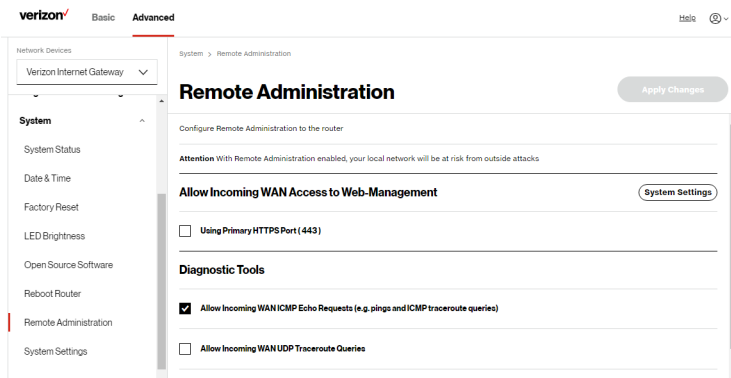 verizon
Basic
Advanced
Help
Network Devices
Verizon Internet Gateway
System
System Status
Date & Time
Factory Reset
LED Brightness
Open Source Software
Reboot Router
Remote Administration
System Settings
System > Remote Administration
Remote Administration
Apply Changes
Configure Remote Administration to the router
Attention With Remote Administration enabled, your local network will be at risk from outside attacks
Allow Incoming WAN Access to Web-Management
System Settings
Using Primary HTTPS Port ( 443 )
Diagnostic Tools
Allow Incoming WAN ICMP Echo Requests (e.g. pings and ICMP traceroute queries)
Allow Incoming WAN UDP Traceroute Queries